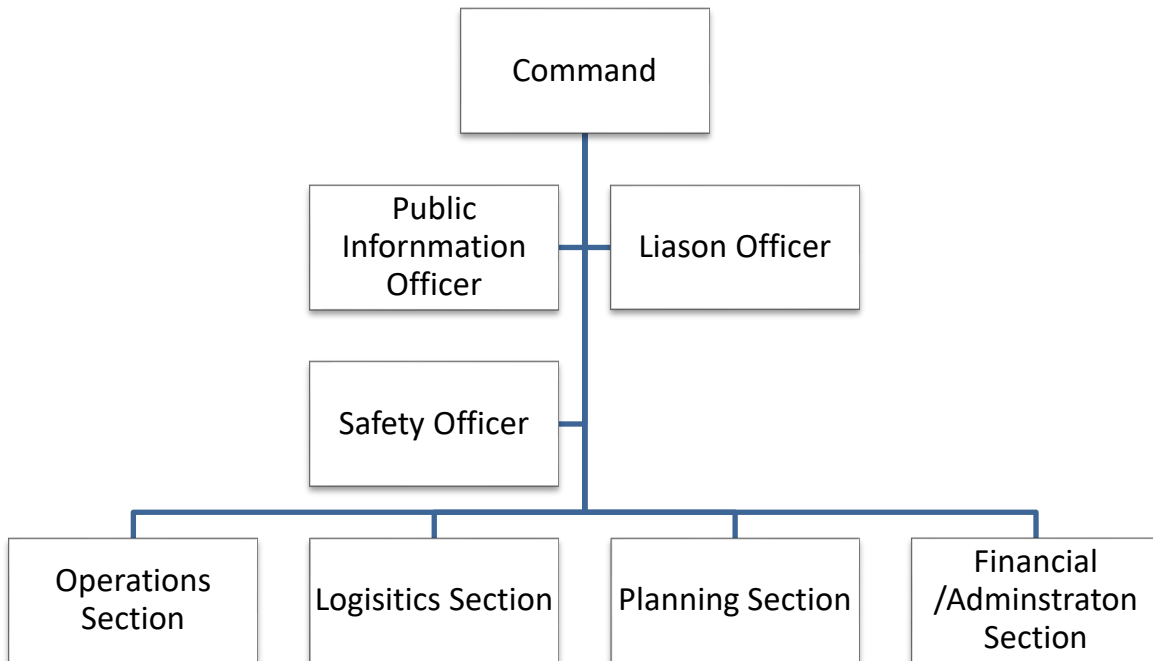 Command
Public
Infornmation
Officer
Liason Officer
Safety Officer
Operations
Section
Logisitics Section
Planning Section
Financial
/Adminstraton
Section